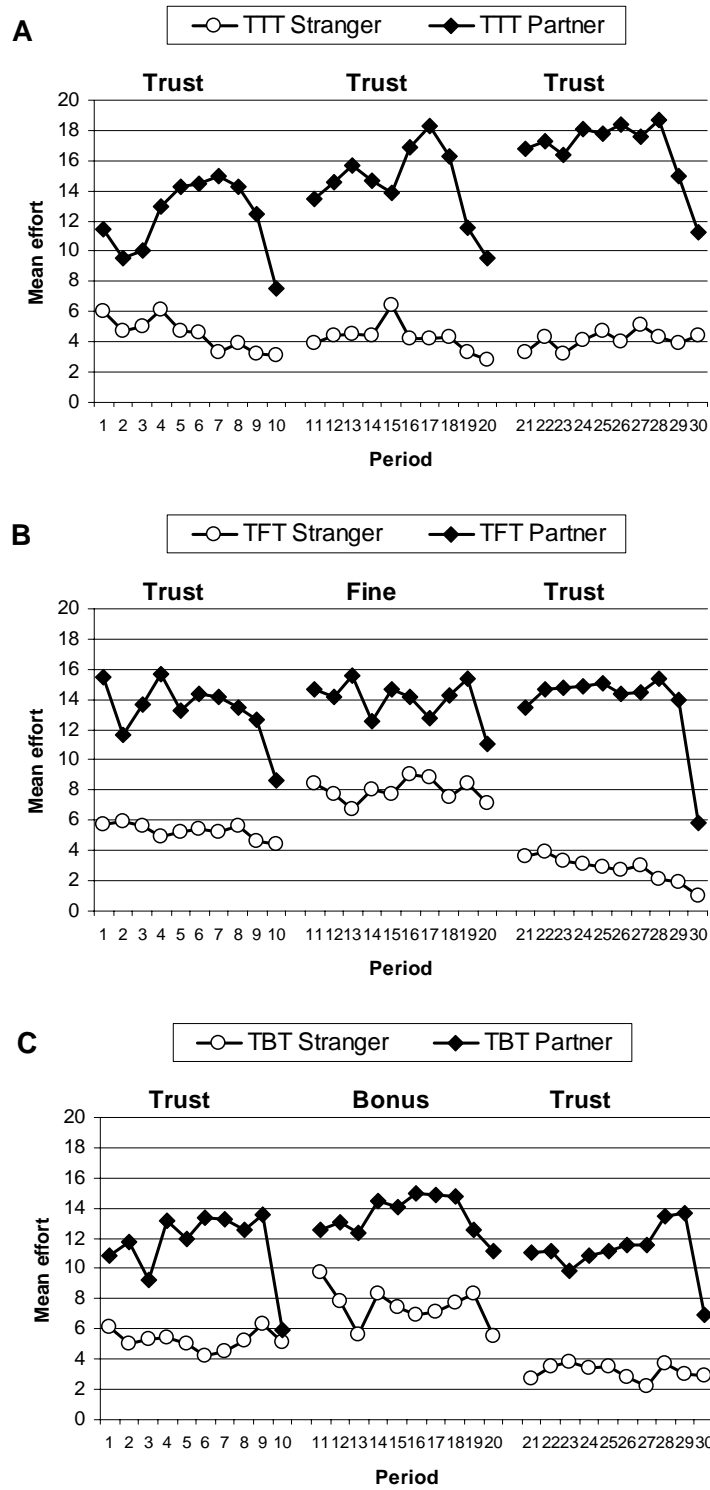 A
TTT Stranger TTT Partner
Trust Trust Trust
Mean effort
20
18
16
14
12
10
8
6
4
2
0
1 2 3 4 5 6 7 8 9 10 11 12 13 14 15 16 17 18 19 20 21 22 23 24 25 26 27 28 29 30
Period
B
TFT Stranger TFT Partner
Trust Fine Trust
Mean effort
20
18
16
14
12
10
8
6
4
2
0
1 2 3 4 5 6 7 8 9 10 11 12 13 14 15 16 17 18 19 20 21 22 23 24 25 26 27 28 29 30
Period
C
TBT Stranger TBT Partner
Trust Bonus Trust
Mean effort
20
18
16
14
12
10
8
6
4
2
0
1 2 3 4 5 6 7 8 9 10 11 12 13 14 15 16 17 18 19 20 21 22 23 24 25 26 27 28 29 30
Period